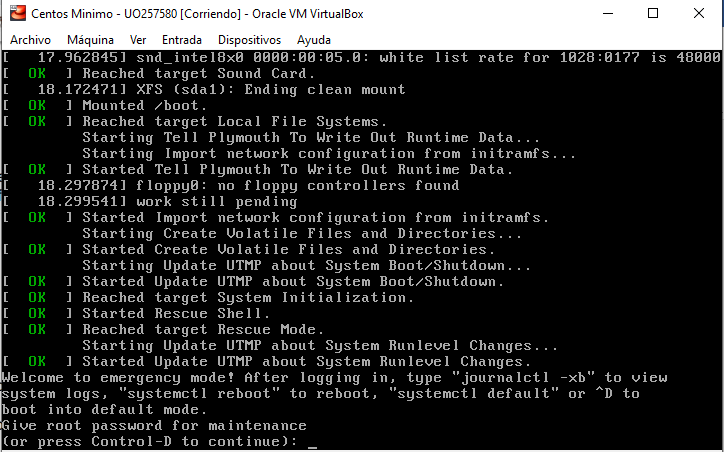 Centos Minimo - UO257580 [Corriendo] - Oracle VM VirtualBox
Archivo Máquina Ver Entrada Dispositivos Ayuda
[   17.962845] snd_intel8x0 0000:00:05.0: white list rate for 1028:0177 is 48000
[  OK  ] Reached target Sound Card.
[   18.172471] XFS (sda1): Ending clean mount
[  OK  ] Mounted /boot.
[  OK  ] Reached target Local File Systems.
         Starting Tell Plymouth To Write Out Runtime Data...
         Starting Import network configuration from initramfs...
[  OK  ] Started Tell Plymouth To Write Out Runtime Data.
[   18.297874] floppy0: no floppy controllers found
[   18.299541] work still pending
[  OK  ] Started Import network configuration from initramfs.
         Starting Create Volatile Files and Directories...
[  OK  ] Started Create Volatile Files and Directories.
         Starting Update UTMP about System Boot/Shutdown...
[  OK  ] Started Update UTMP about System Boot/Shutdown.
[  OK  ] Reached target System Initialization.
[  OK  ] Started Rescue Shell.
[  OK  ] Reached target Rescue Mode.
         Starting Update UTMP about System Runlevel Changes...
[  OK  ] Started Update UTMP about System Runlevel Changes.
Welcome to emergency mode! After logging in, type "journalctl -xb" to view
system logs, "systemctl reboot" to reboot, "systemctl default" or ^D to
boot into default mode.
Give root password for maintenance
(or press Control-D to continue): _